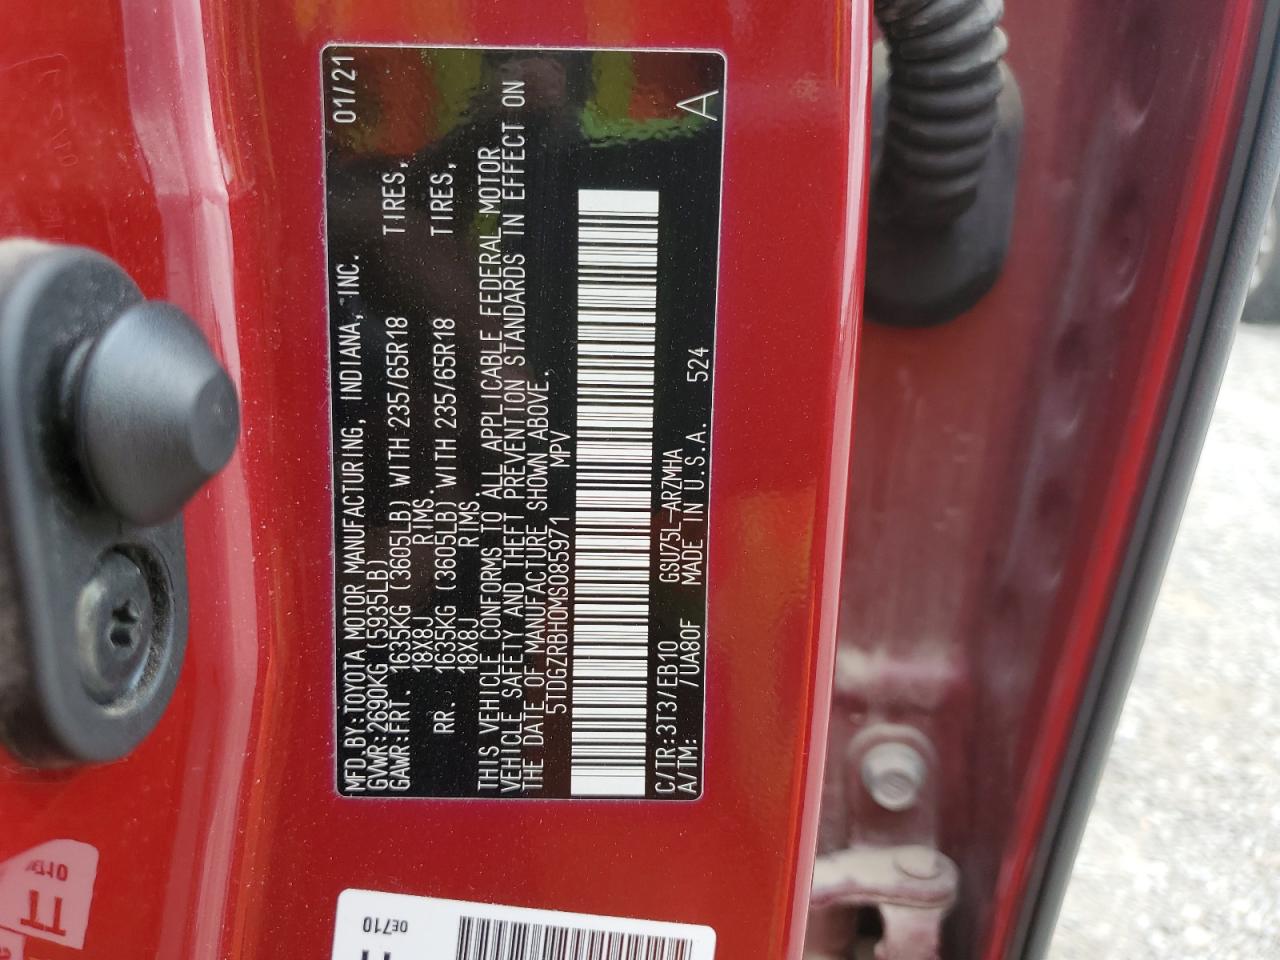 MFD.BY:TOYOTA MOTOR MANUFACTURING, INDIANA, INC. 01/21
GVWR:2690KG (5935LB)
GAWR:FRT. 1635KG (3605LB) WITH 235/65R18 TIRES,
18X8J RIMS.
RR. 1635KG (3605LB) WITH 235/65R18 TIRES,
18X8J RIMS.
THIS VEHICLE CONFORMS TO ALL APPLICABLE FEDERAL MOTOR
VEHICLE SAFETY AND THEFT PREVENTION STANDARDS IN EFFECT ON
THE DATE OF MANUFACTURE SHOWN ABOVE.
5TDGZRBH0MS085971 MPV
C/TR:3T3/EB10 GSU75L-ARZMHA
A/TM: /UA80F MADE IN U.S.A. 524 A
0E710